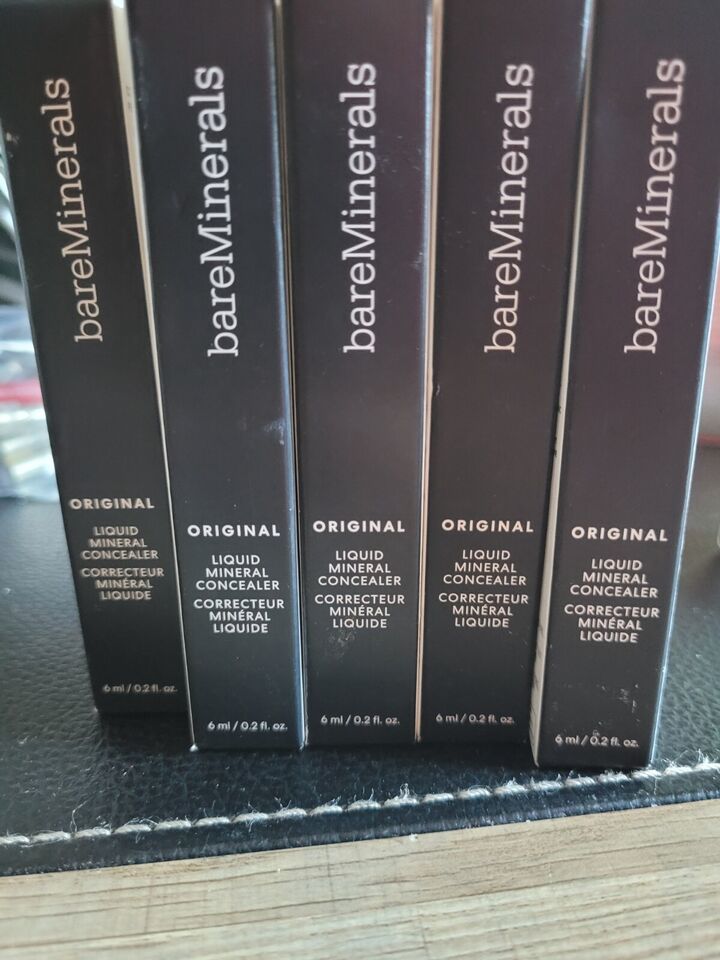 bareMinerals
ORIGINAL
LIQUID
MINERAL
CONCEALER
CORRECTEUR
MINÉRAL
LIQUIDE
6 ml / 0.2 fl. oz.
bareMinerals
ORIGINAL
LIQUID
MINERAL
CONCEALER
CORRECTEUR
MINÉRAL
LIQUIDE
6 ml / 0.2 fl. oz.
bareMinerals
ORIGINAL
LIQUID
MINERAL
CONCEALER
CORRECTEUR
MINÉRAL
LIQUIDE
6 ml / 0.2 fl. oz.
bareMinerals
ORIGINAL
LIQUID
MINERAL
CONCEALER
CORRECTEUR
MINÉRAL
LIQUIDE
6 ml / 0.2 fl. oz.
bareMinerals
ORIGINAL
LIQUID
MINERAL
CONCEALER
CORRECTEUR
MINÉRAL
LIQUIDE
6 ml / 0.2 fl. oz.